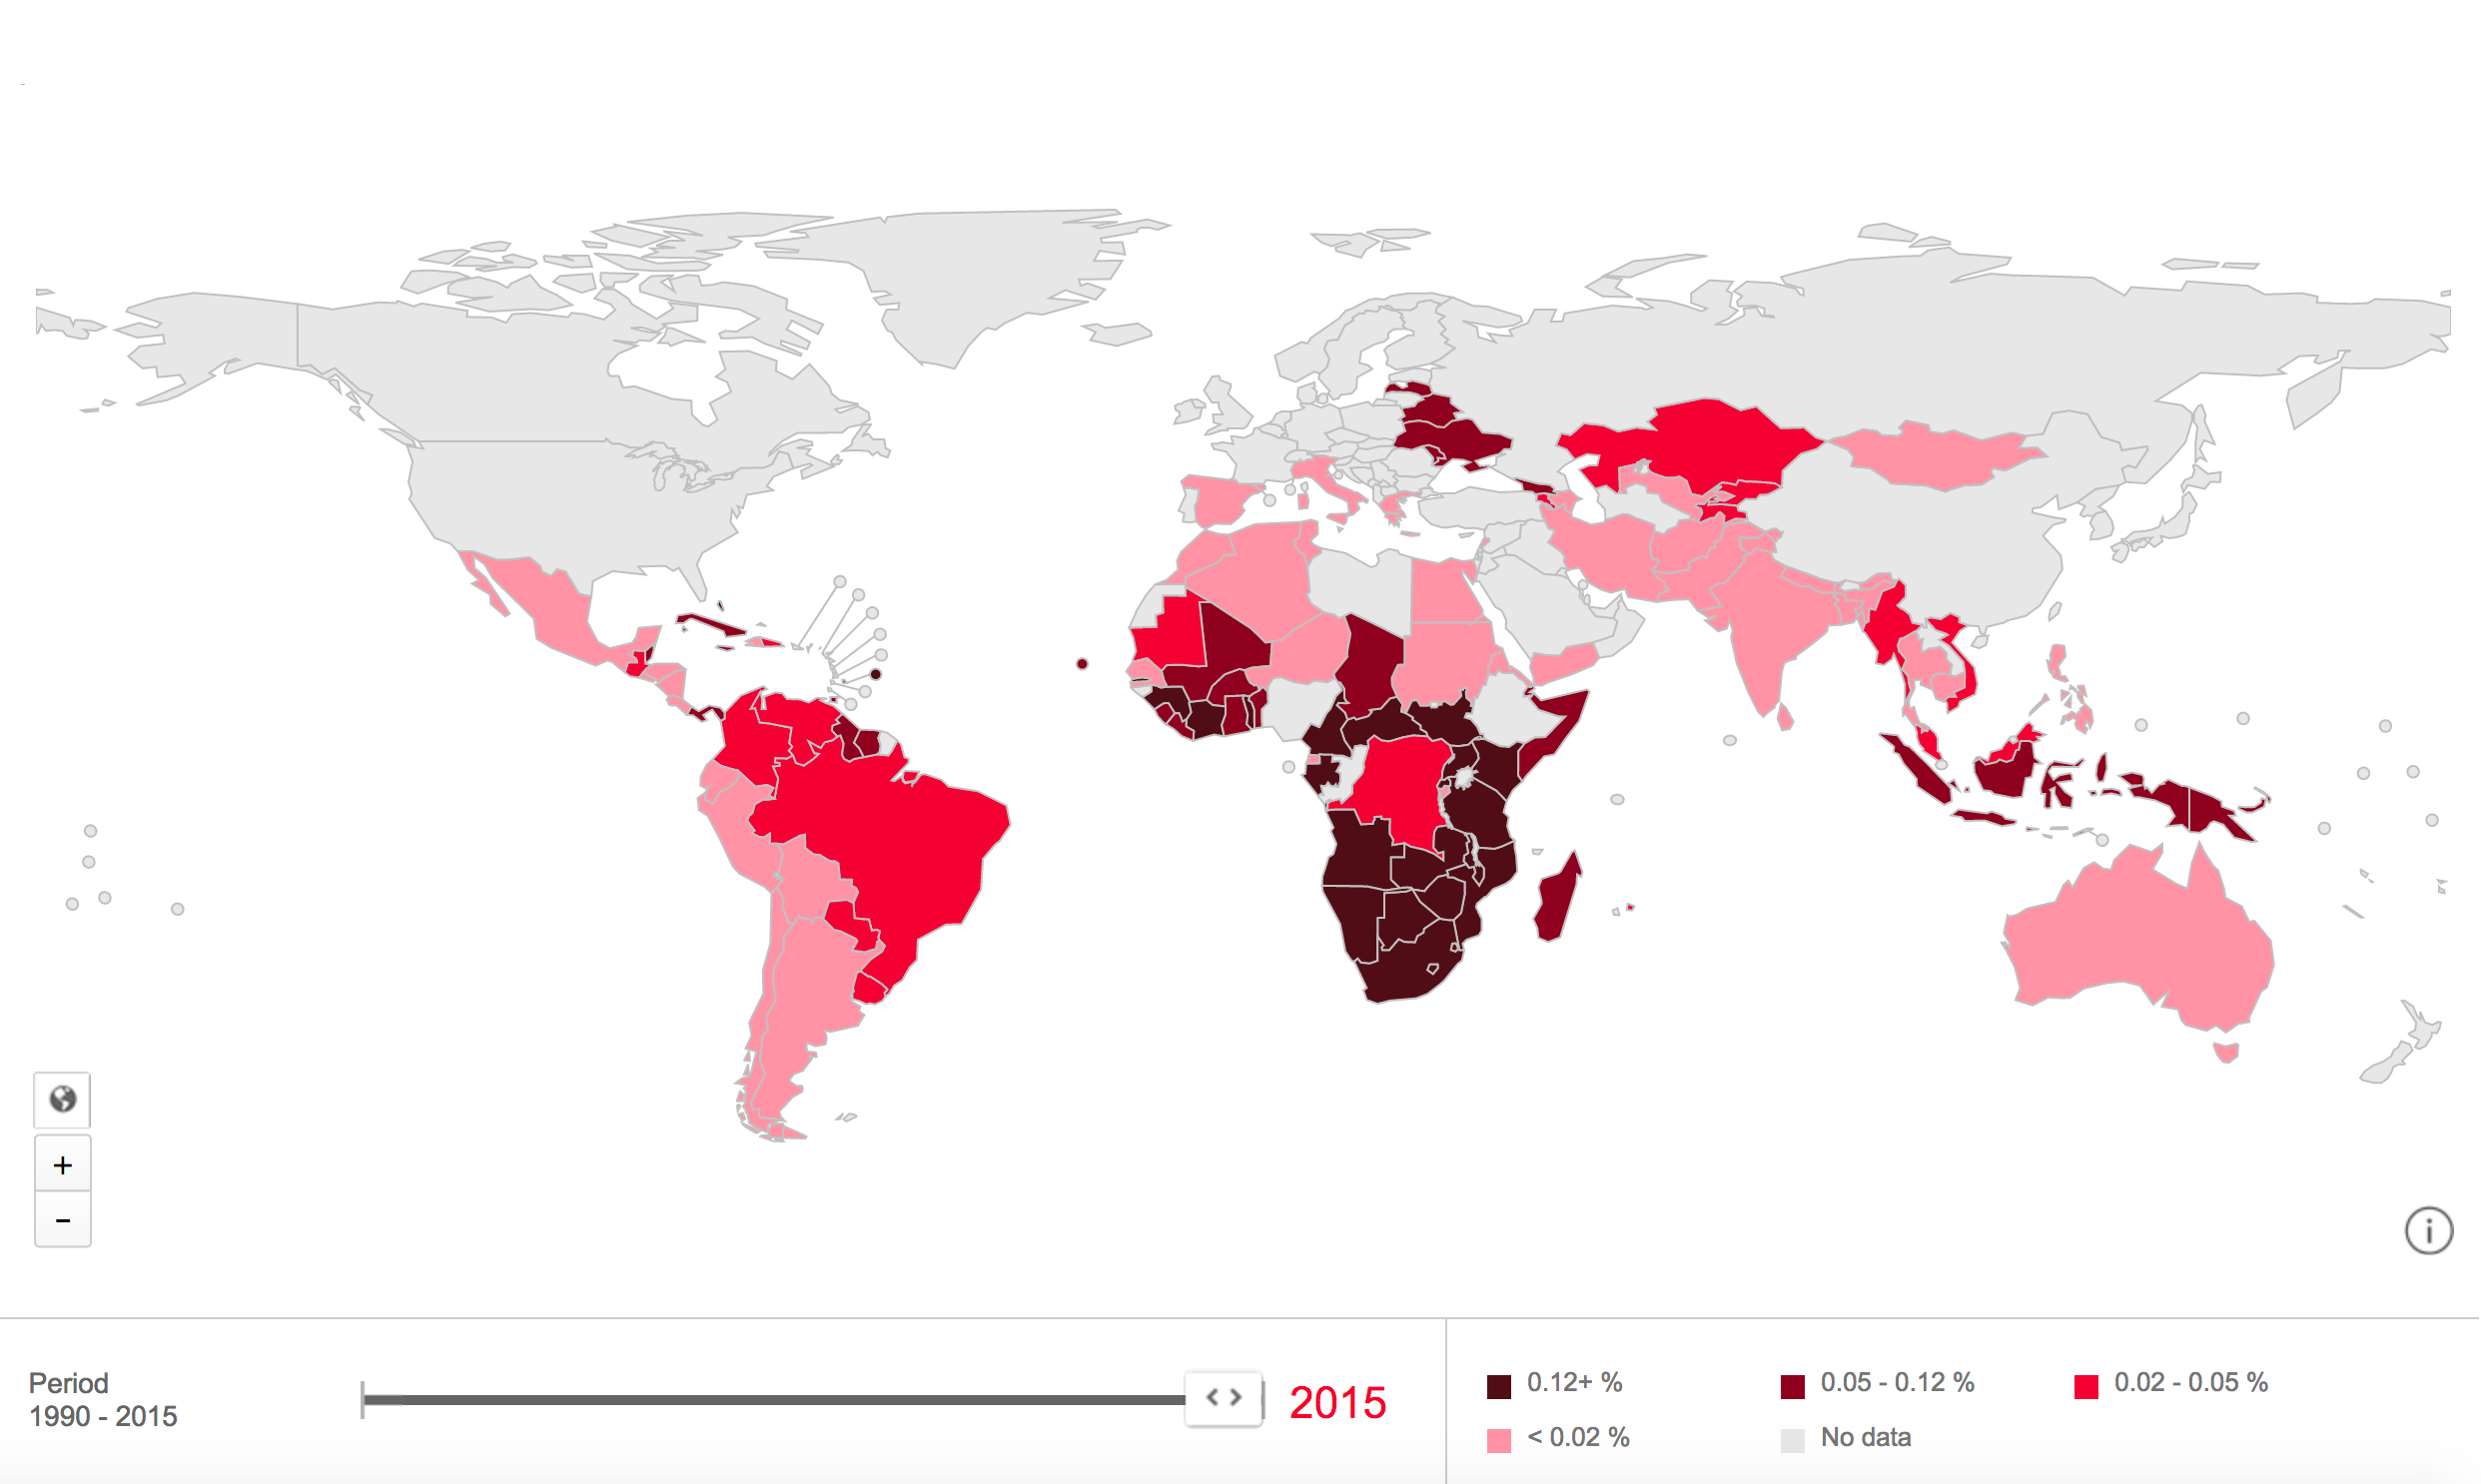 +
−
i
Period
1990 - 2015
< >
2015
0.12+ %
0.05 - 0.12 %
0.02 - 0.05 %
< 0.02 %
No data